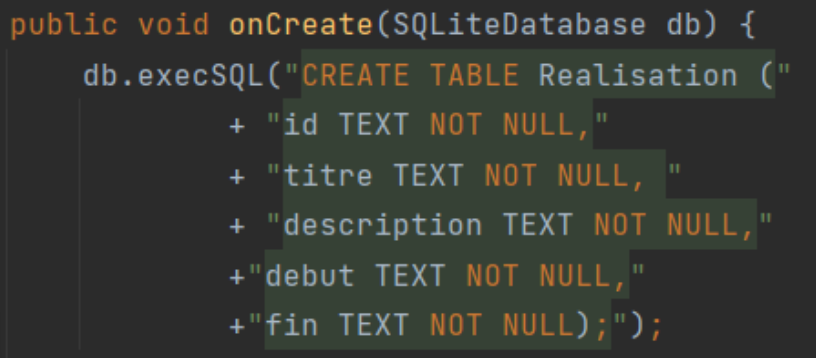 public void onCreate(SQLiteDatabase db) {
db.execSQL("CREATE TABLE Realisation ("
+ "id TEXT NOT NULL,"
+ "titre TEXT NOT NULL, "
+ "description TEXT NOT NULL,"
+"debut TEXT NOT NULL,"
+"fin TEXT NOT NULL);");